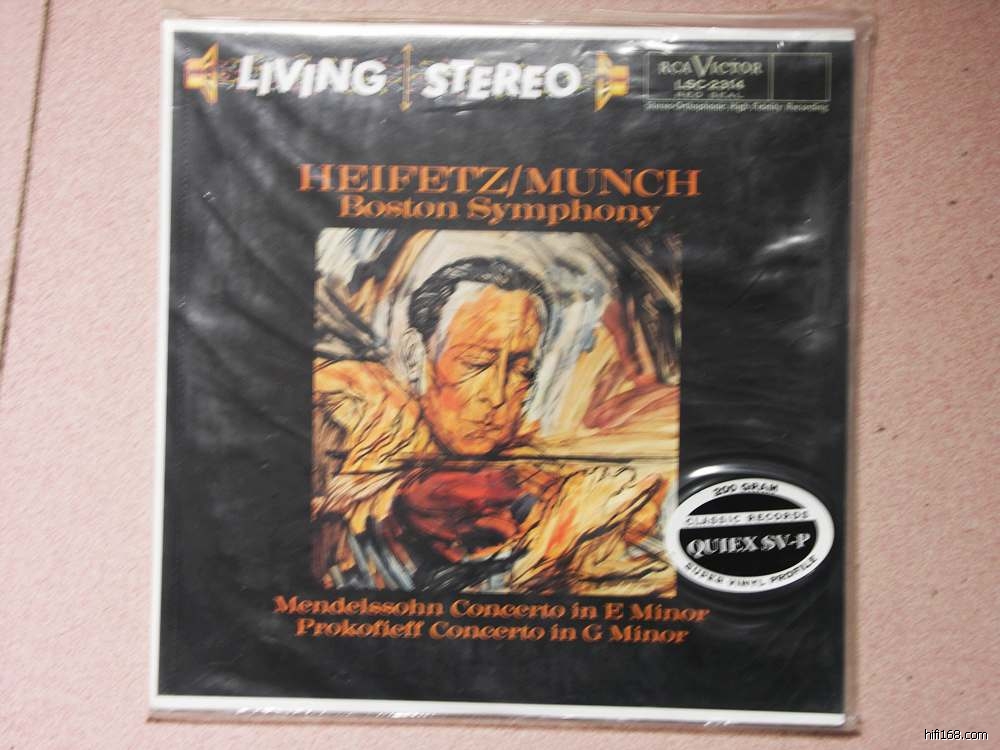 LIVING STEREO
RCA VICTOR
LSC-2314
RED SEAL
Stereo-Orthophonic High Fidelity Recording
HEIFETZ/MUNCH
Boston Symphony
200 GRAM
CLASSIC RECORDS
QUIEX SV-P
SUPER VINYL PROFILE
Mendelssohn Concerto in E Minor
Prokofieff Concerto in G Minor
hifi168.com